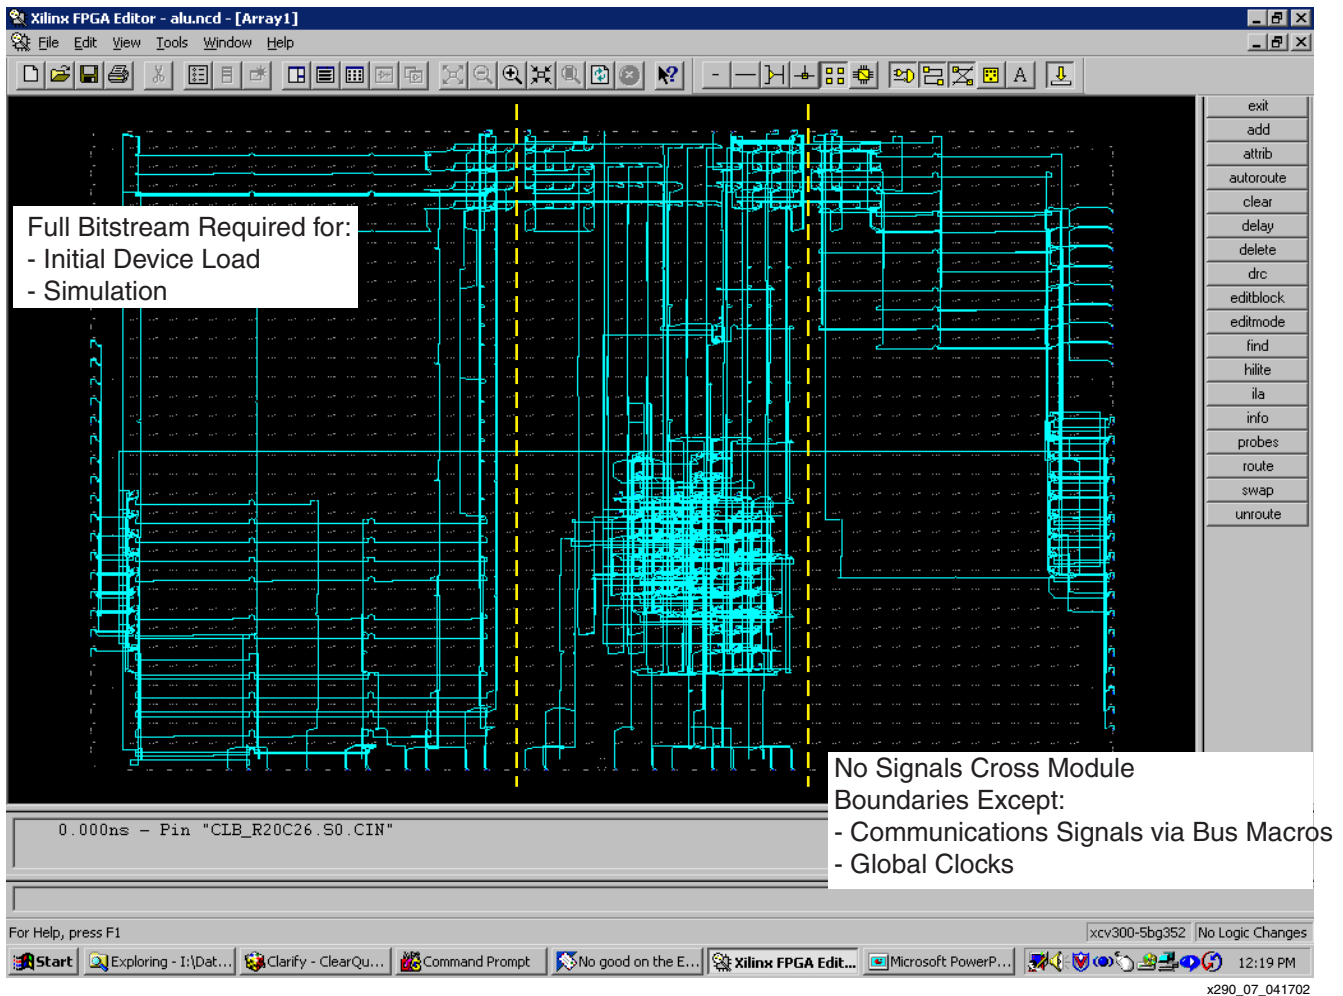 Xilinx FPGA Editor - alu.ncd - [Array1]
File Edit View Tools Window Help
A
exit
add
attrib
autoroute
clear
delay
delete
drc
editblock
editmode
find
hilite
ila
info
probes
route
swap
unroute
Full Bitstream Required for:
- Initial Device Load
- Simulation
No Signals Cross Module
Boundaries Except:
- Communications Signals via Bus Macros
- Global Clocks
0.000ns - Pin "CLB_R20C26.S0.CIN"
For Help, press F1
xcv300-5bg352 No Logic Changes
Start Exploring - I:\Dat... Clarify - ClearQu... Command Prompt No good on the E... Xilinx FPGA Edit... Microsoft PowerP... 12:19 PM
x290_07_041702